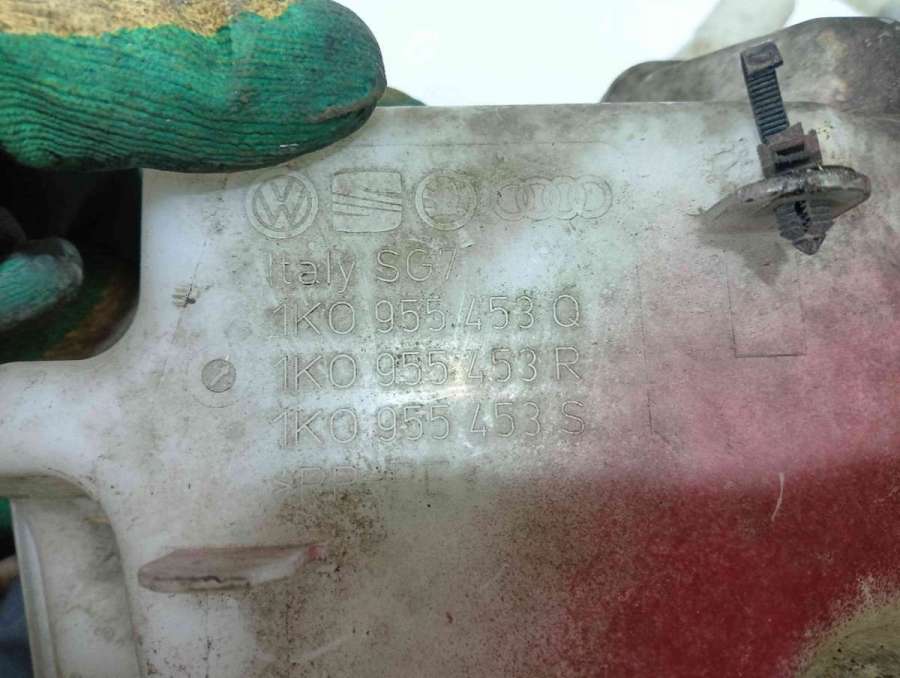 Italy SG7
1K0 955 453 Q
1K0 955 453 R
1K0 955 453 S